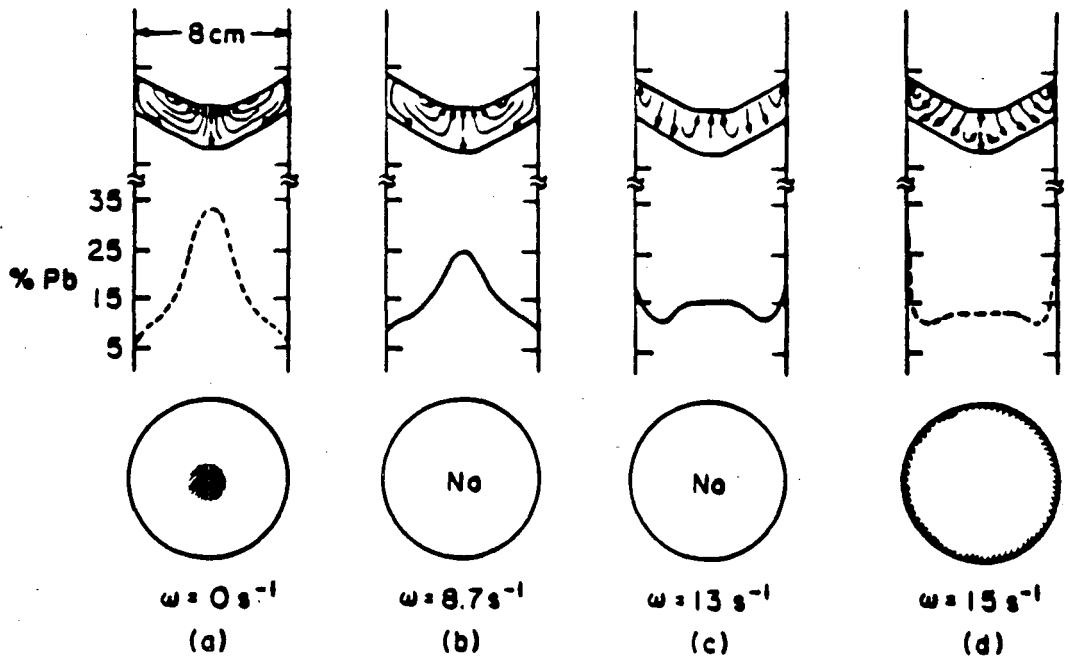 8cm
35
25
% Pb
15
5
No
No
ω = 0 s⁻¹
ω = 8.7 s⁻¹
ω = 13 s⁻¹
ω = 15 s⁻¹
(a)
(b)
(c)
(d)